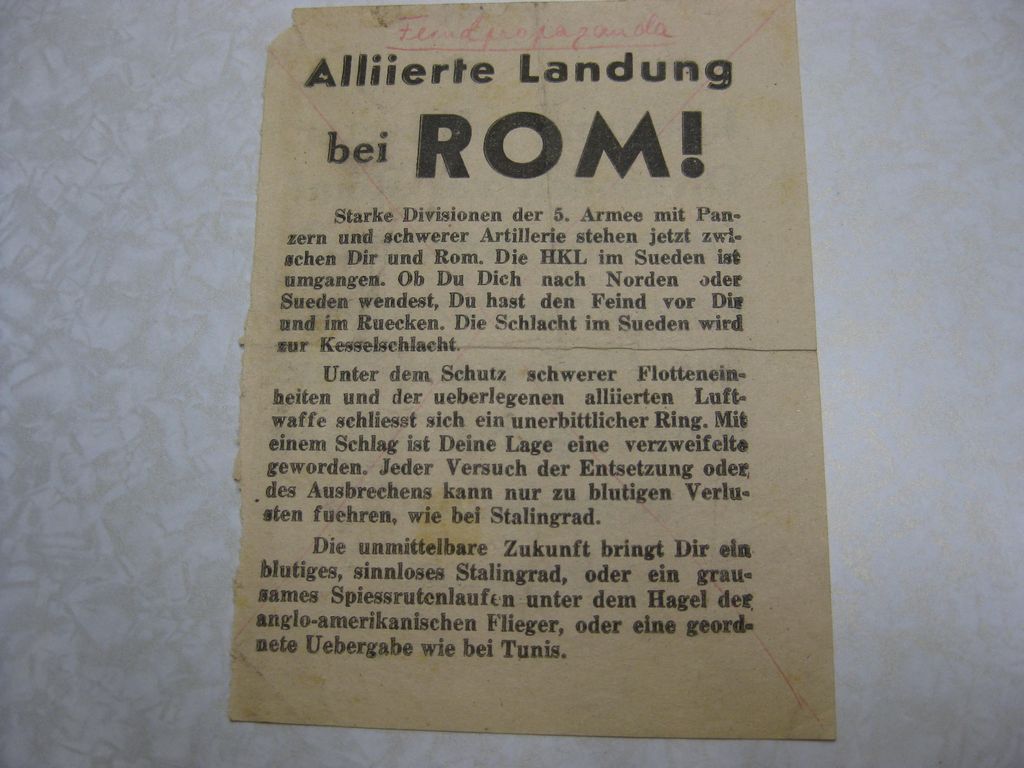 Feindpropaganda
Alliierte Landung
bei ROM!
Starke Divisionen der 5. Armee mit Pan-
zern und schwerer Artillerie stehen jetzt zwi-
schen Dir und Rom. Die HKL im Sueden ist
umgangen. Ob Du Dich nach Norden oder
Sueden wendest, Du hast den Feind vor Dir
und im Ruecken. Die Schlacht im Sueden wird
zur Kesselschlacht.
Unter dem Schutz schwerer Flottenein-
heiten und der ueberlegenen alliierten Luft-
waffe schliesst sich ein unerbittlicher Ring. Mit
einem Schlag ist Deine Lage eine verzweifelte
geworden. Jeder Versuch der Entsetzung oder
des Ausbrechens kann nur zu blutigen Verlu-
sten fuehren, wie bei Stalingrad.
Die unmittelbare Zukunft bringt Dir ein
blutiges, sinnloses Stalingrad, oder ein grau-
sames Spiessrutenlaufen unter dem Hagel der
anglo-amerikanischen Flieger, oder eine geord-
nete Uebergabe wie bei Tunis.